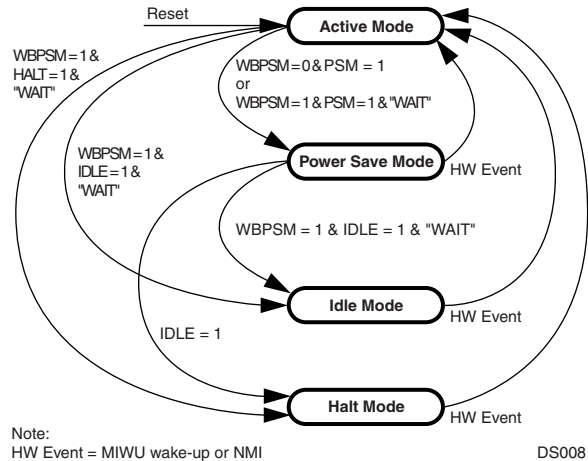 Reset
Active Mode
WBPSM = 1 &
HALT = 1 &
"WAIT"
WBPSM = 0 & PSM = 1
or
WBPSM = 1 & PSM = 1 & "WAIT"
WBPSM = 1 &
IDLE = 1 &
"WAIT"
Power Save Mode
HW Event
WBPSM = 1 & IDLE = 1 & "WAIT"
Idle Mode
HW Event
IDLE = 1
Halt Mode
HW Event
Note:
HW Event = MIWU wake-up or NMI
DS008